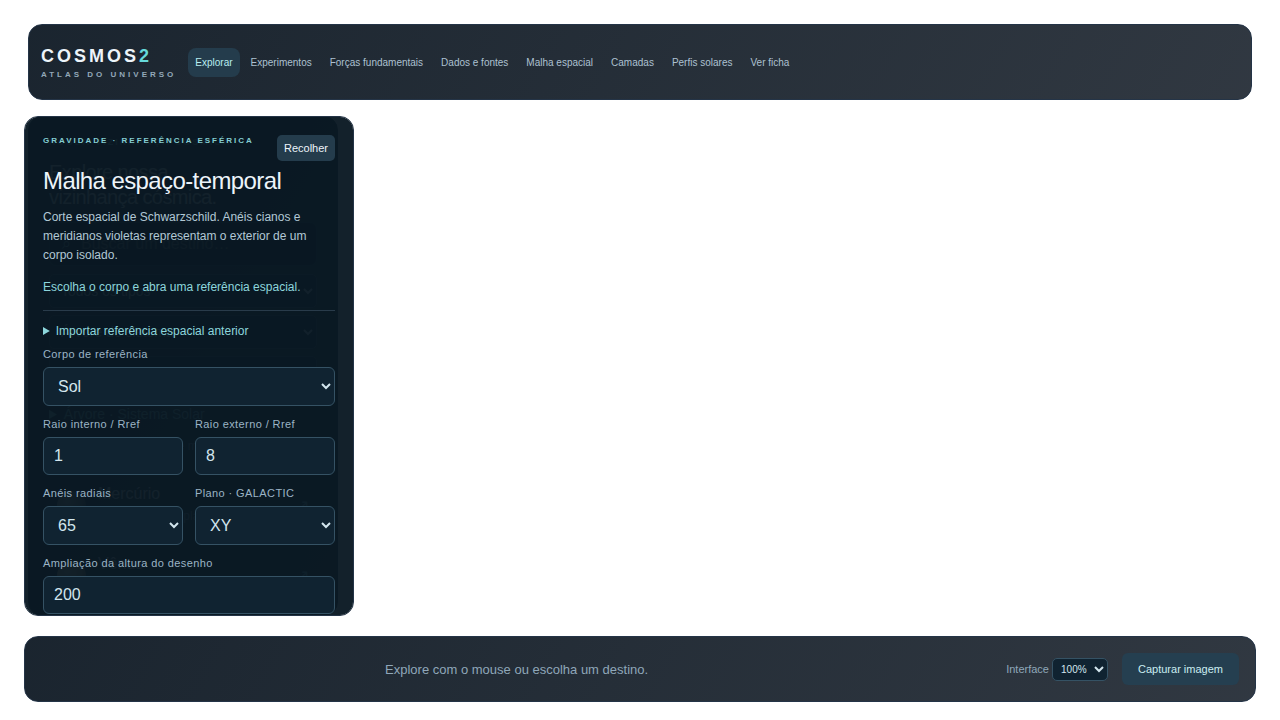 COSMOS2
ATLAS DO UNIVERSO
Explorar
Experimentos
Forças fundamentais
Dados e fontes
Malha espacial
Camadas
Perfis solares
Ver ficha
GRAVIDADE · REFERÊNCIA ESFÉRICA
Recolher
Malha espaço-temporal
vizinhança cósmica.
Corte espacial de Schwarzschild. Anéis cianos e
meridianos violetas representam o exterior de um
corpo isolado.
Escolha o corpo e abra uma referência espacial.
Importar referência espacial anterior
Corpo de referência
Sol
Raio interno / Rref
Raio externo / Rref
1
8
Anéis radiais
Plano · GALACTIC
Mercúrio
65
XY
Ampliação da altura do desenho
200
Explore com o mouse ou escolha um destino.
Interface
100%
Capturar imagem